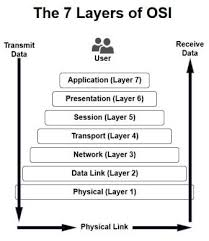 The 7 Layers of OSI
Transmit Data
User
Receive Data
Application (Layer 7)
Presentation (Layer 6)
Session (Layer 5)
Transport (Layer 4)
Network (Layer 3)
Data Link (Layer 2)
Physical (Layer 1)
Physical Link